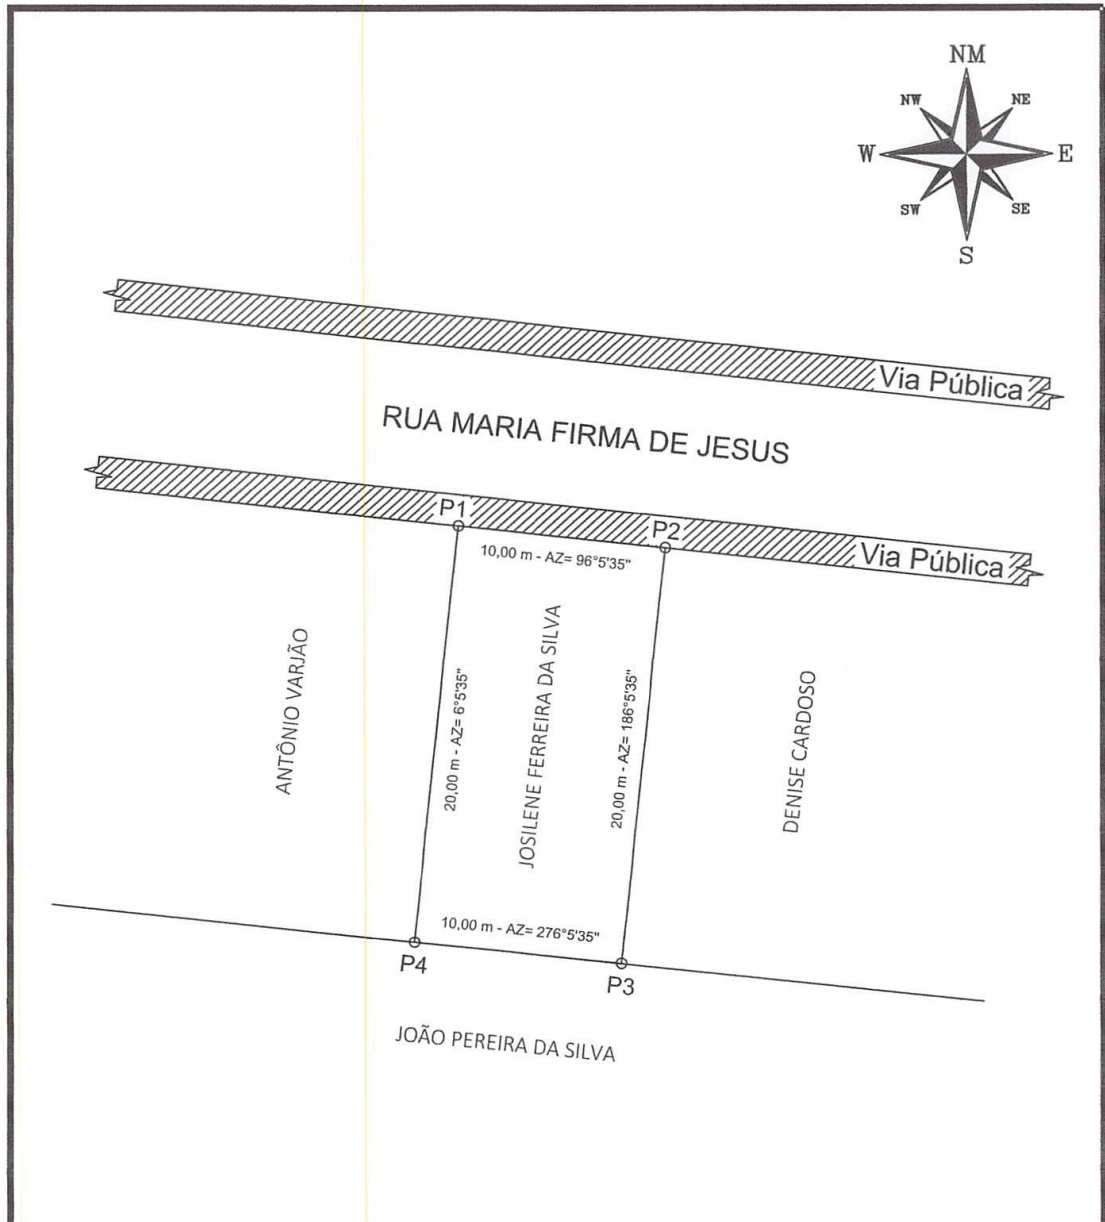 NM
NW
NE
W
E
SW
SE
S
Via Pública
RUA MARIA FIRMA DE JESUS
P1
P2
10,00 m - AZ= 96°5'35"
Via Pública
ANTÔNIO VARJÃO
20,00 m - AZ= 6°5'35"
JOSILENE FERREIRA DA SILVA
20,00 m - AZ= 186°5'35"
DENISE CARDOSO
10,00 m - AZ= 276°5'35"
P4
P3
JOÃO PEREIRA DA SILVA